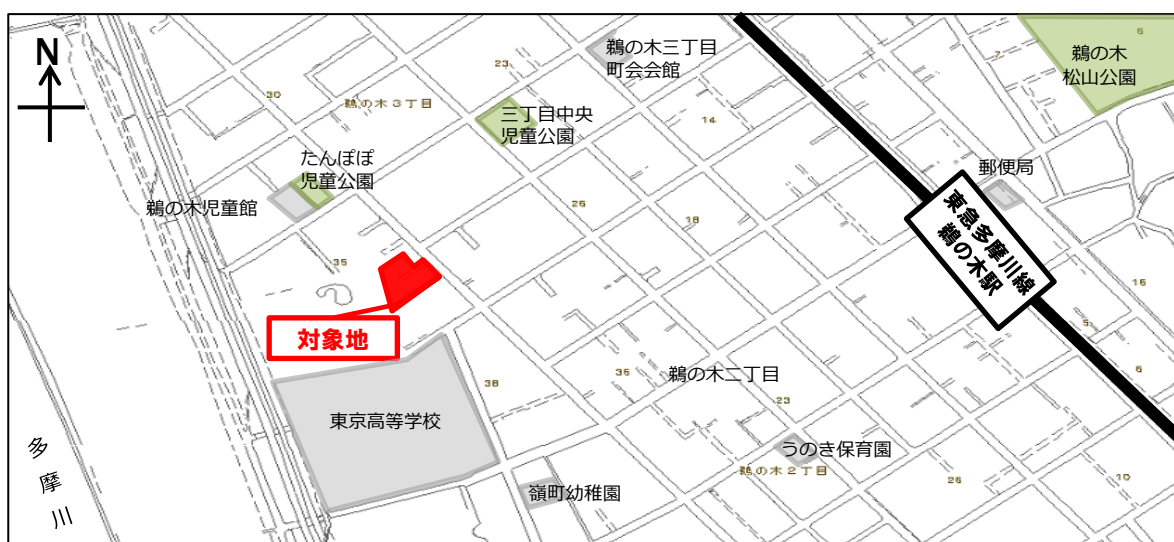 N
鵜の木三丁目
町会会館
鵜の木
松山公園
6
7
23
30
鵜の木3丁目
三丁目中央
児童公園
14
たんぽぽ
児童公園
郵便局
鵜の木児童館
26
18
東急多摩川線
鵜の木駅
35
16
対象地
5
36
鵜の木二丁目
38
6
23
東京高等学校
うのき保育園
鵜の木2丁目
26
10
嶺町幼稚園
多摩川